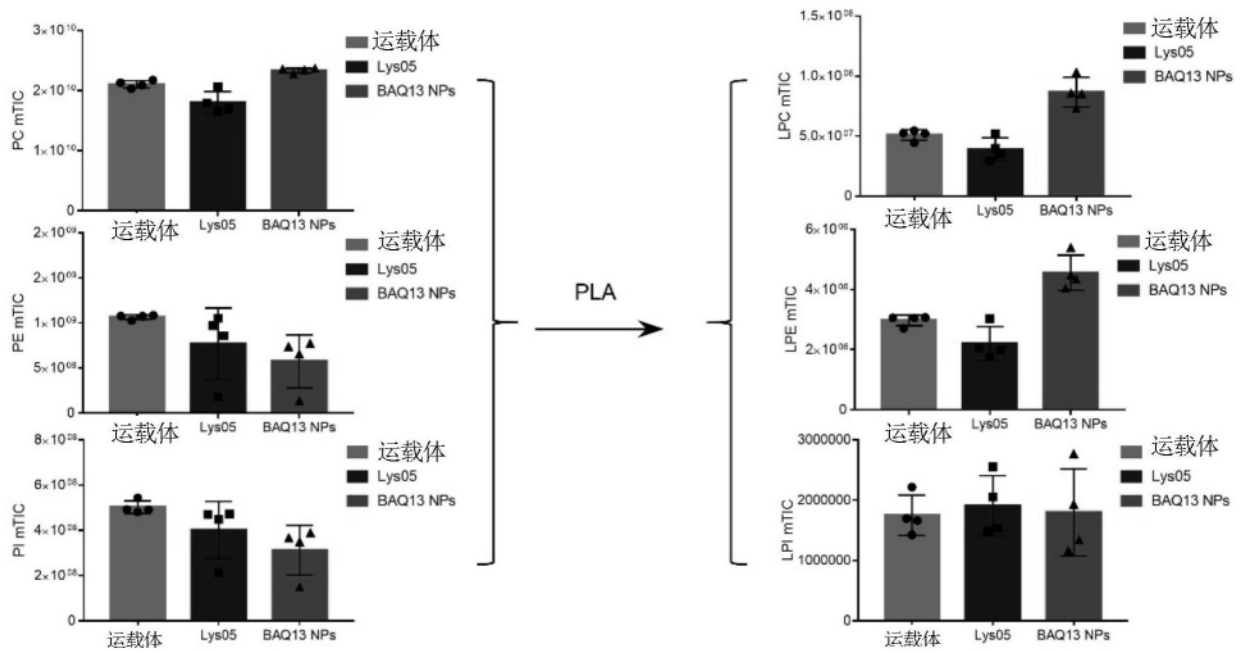 3×10¹⁰
2×10¹⁰
1×10¹⁰
0
PC mTIC
运载体
Lys05
BAQ13 NPs
运载体
Lys05
BAQ13 NPs
2×10⁰⁹
2×10⁰⁹
1×10⁰⁹
5×10⁰⁸
0
PE mTIC
运载体
Lys05
BAQ13 NPs
运载体
Lys05
BAQ13 NPs
8×10⁰⁸
6×10⁰⁸
4×10⁰⁸
2×10⁰⁸
0
PI mTIC
运载体
Lys05
BAQ13 NPs
运载体
Lys05
BAQ13 NPs
PLA
1.5×10⁰⁸
1.0×10⁰⁸
5.0×10⁰⁷
0
LPC mTIC
运载体
Lys05
BAQ13 NPs
运载体
Lys05
BAQ13 NPs
6×10⁰⁶
4×10⁰⁶
2×10⁰⁶
0
LPE mTIC
运载体
Lys05
BAQ13 NPs
运载体
Lys05
BAQ13 NPs
3000000
2000000
1000000
0
LPI mTIC
运载体
Lys05
BAQ13 NPs
运载体
Lys05
BAQ13 NPs